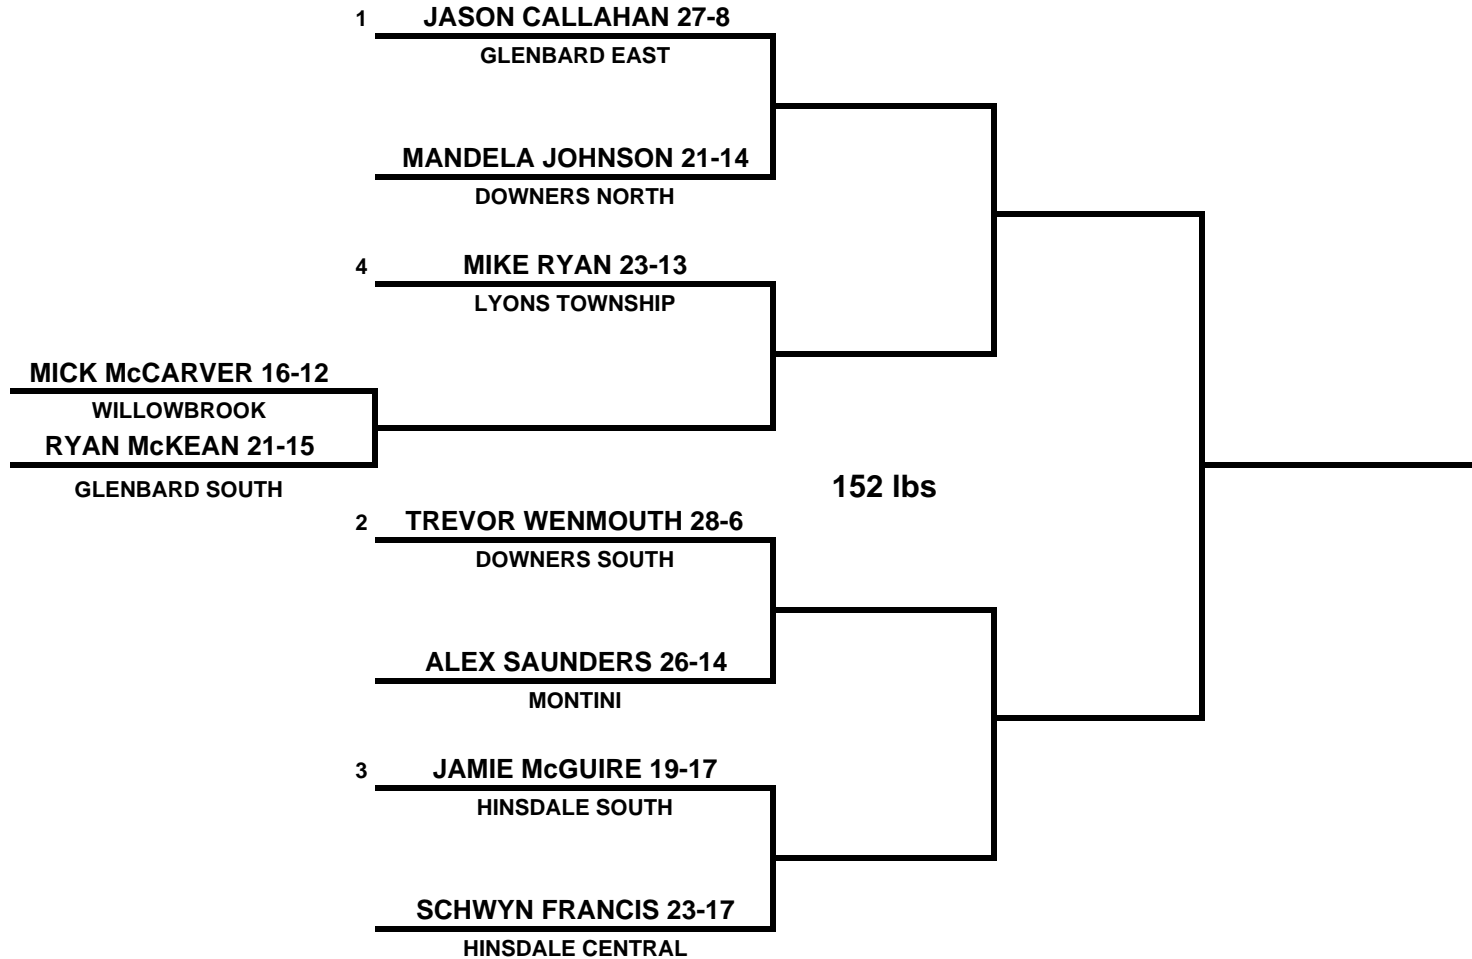 1 JASON CALLAHAN 27-8
GLENBARD EAST
MANDELA JOHNSON 21-14
DOWNERS NORTH
4 MIKE RYAN 23-13
LYONS TOWNSHIP
MICK McCARVER 16-12
WILLOWBROOK
RYAN McKEAN 21-15
GLENBARD SOUTH
152 lbs
2 TREVOR WENMOUTH 28-6
DOWNERS SOUTH
ALEX SAUNDERS 26-14
MONTINI
3 JAMIE McGUIRE 19-17
HINSDALE SOUTH
SCHWYN FRANCIS 23-17
HINSDALE CENTRAL